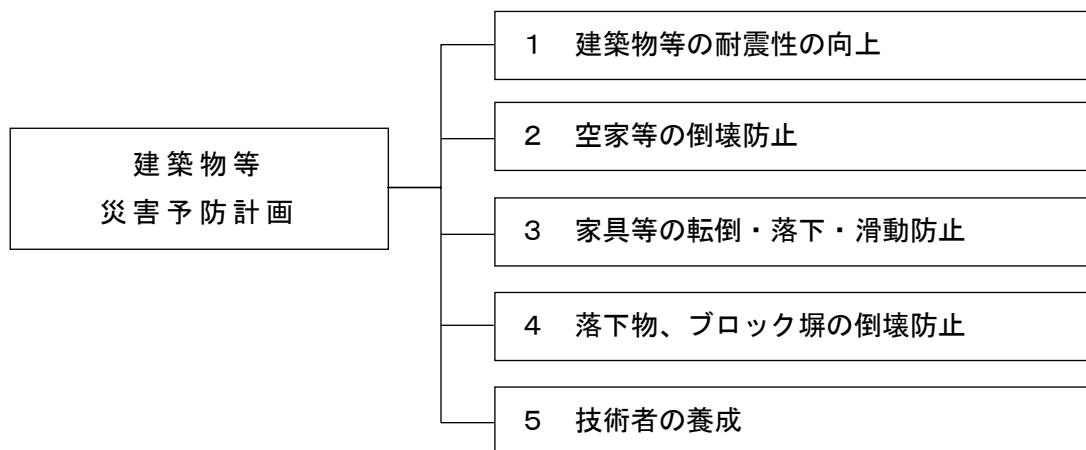 建築物等
災害予防計画
１　建築物等の耐震性の向上
２　空家等の倒壊防止
３　家具等の転倒・落下・滑動防止
４　落下物、ブロック塀の倒壊防止
５　技術者の養成